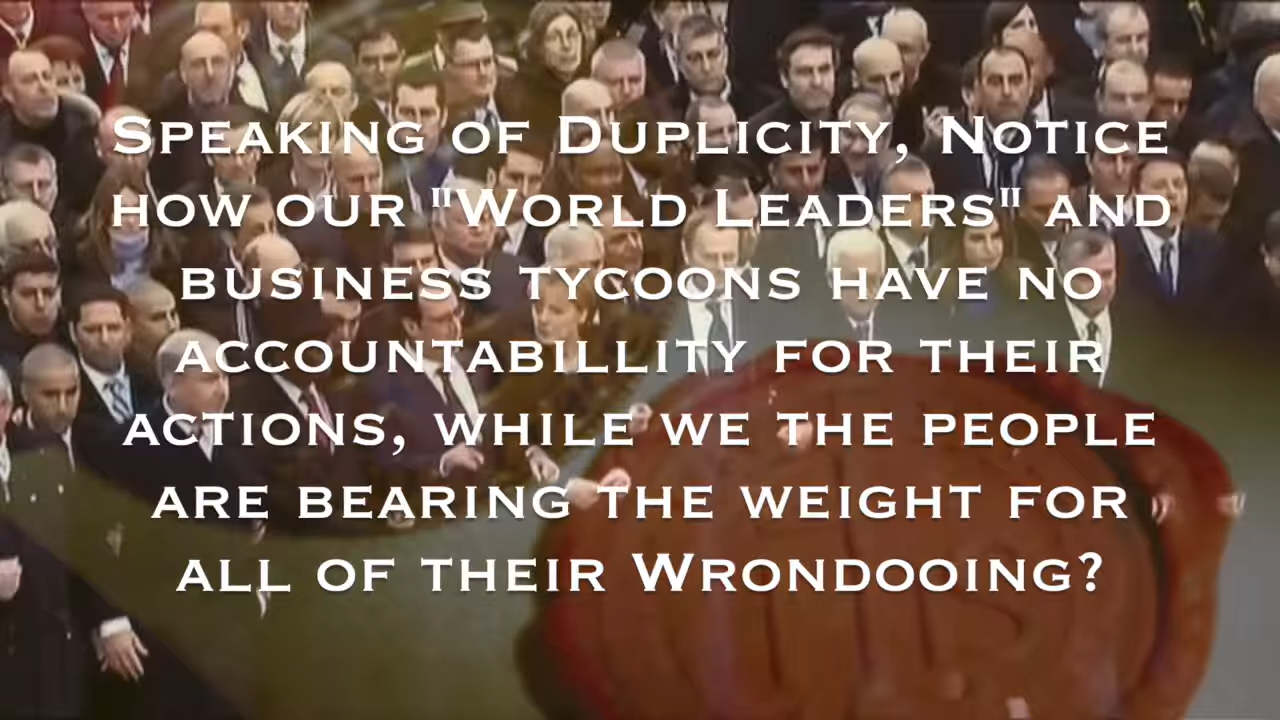 Speaking of Duplicity, Notice
how our "World Leaders" and
business tycoons have no
accountabillity for their
actions, while we the people
are bearing the weight for
all of their Wrondooing?